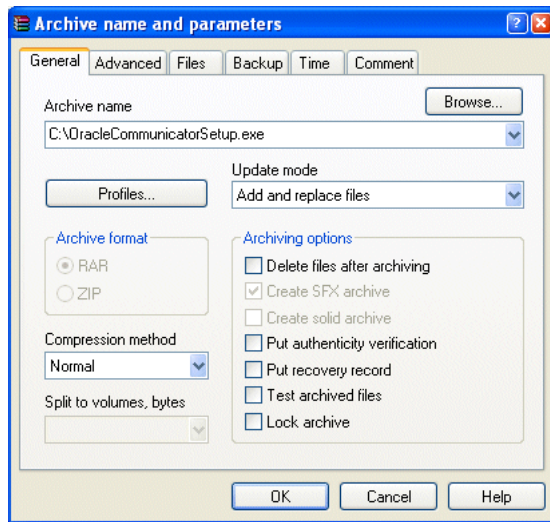 Archive name and parameters
General Advanced Files Backup Time Comment
Archive name
Browse...
C:\OracleCommunicatorSetup.exe
Update mode
Profiles...
Add and replace files
Archive format
RAR
ZIP
Archiving options
Delete files after archiving
Create SFX archive
Create solid archive
Put authenticity verification
Put recovery record
Test archived files
Lock archive
Compression method
Normal
Split to volumes, bytes
OK Cancel Help